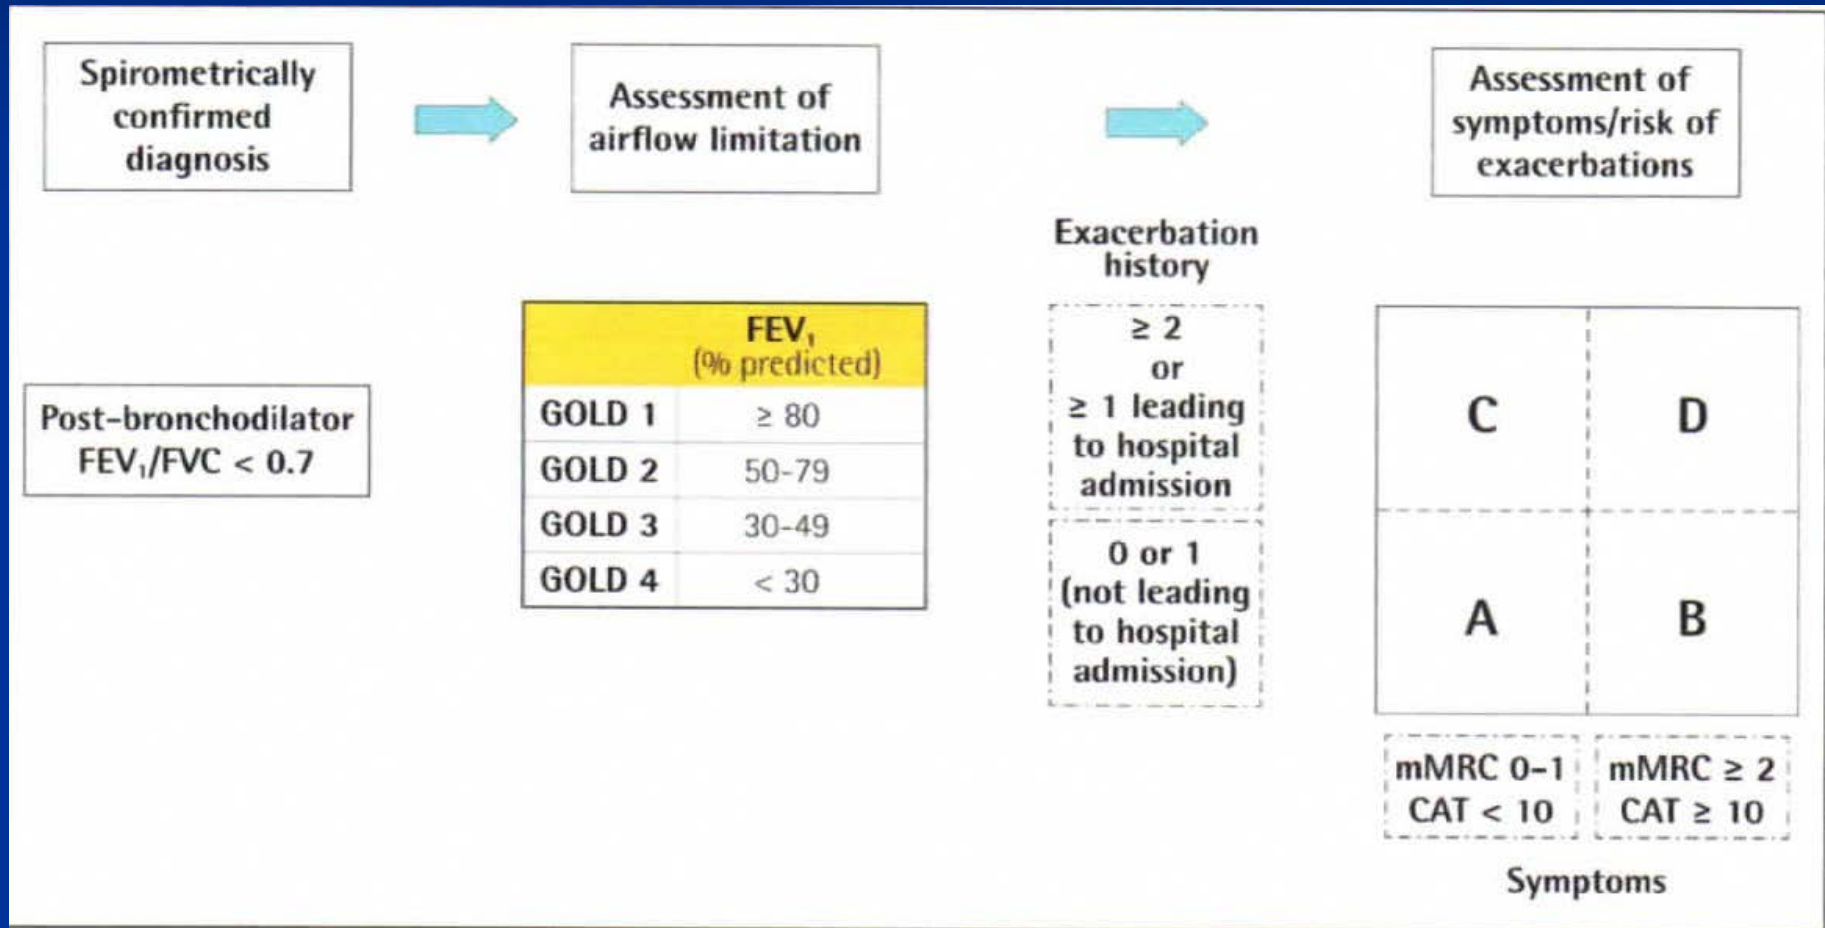 Spirometrically
confirmed
diagnosis
Assessment of
airflow limitation
Assessment of
symptoms/risk of
exacerbations
Post-bronchodilator
FEV₁/FVC < 0.7
FEV₁
(% predicted)
GOLD 1 ≥ 80
GOLD 2 50-79
GOLD 3 30-49
GOLD 4 < 30
Exacerbation
history
≥ 2
or
≥ 1 leading
to hospital
admission
0 or 1
(not leading
to hospital
admission)
C D
A B
mMRC 0-1
CAT < 10
mMRC ≥ 2
CAT ≥ 10
Symptoms